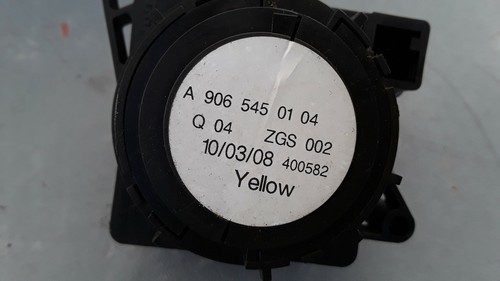 A 906 545 01 04
Q 04 ZGS 002
10/03/08 400582
Yellow